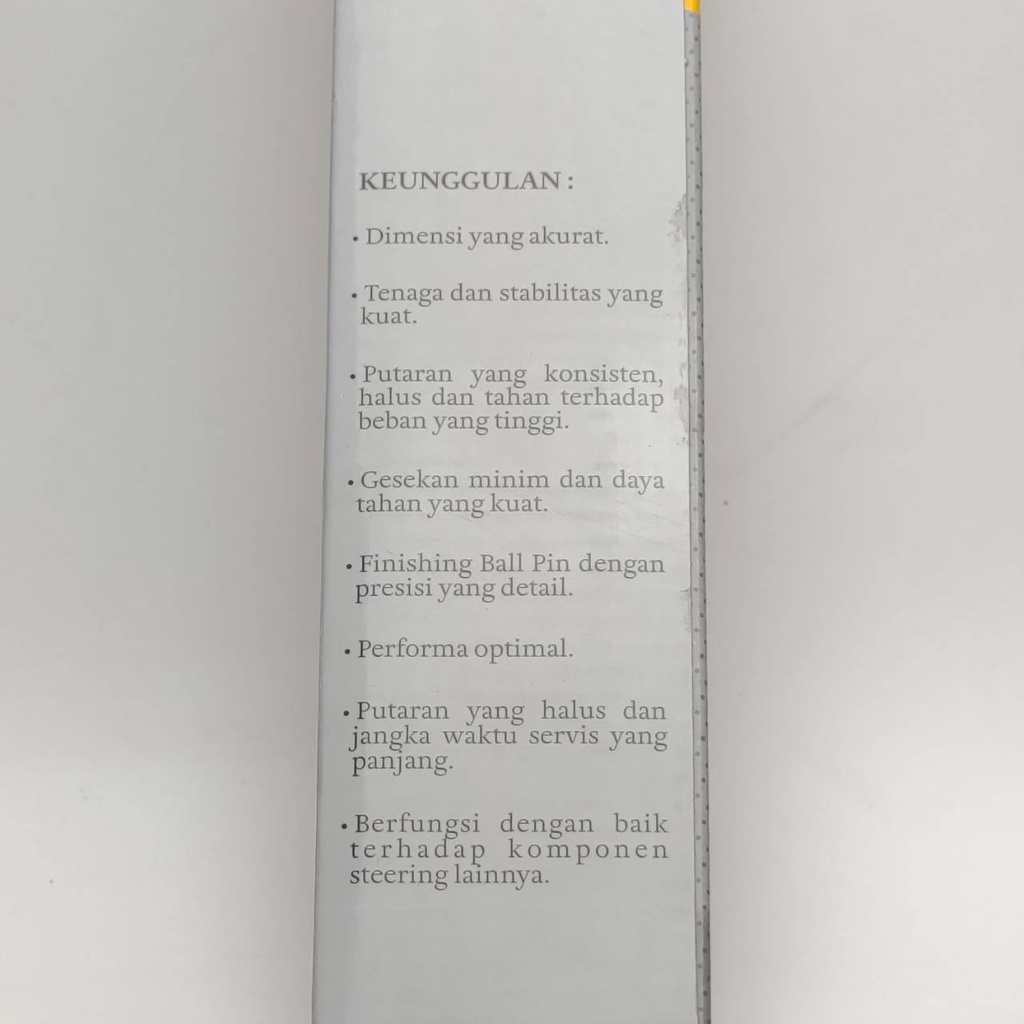 KEUNGGULAN :
• Dimensi yang akurat.
• Tenaga dan stabilitas yang
kuat.
• Putaran yang konsisten,
halus dan tahan terhadap
beban yang tinggi.
• Gesekan minim dan daya
tahan yang kuat.
• Finishing Ball Pin dengan
presisi yang detail.
• Performa optimal.
• Putaran yang halus dan
jangka waktu servis yang
panjang.
• Berfungsi dengan baik
terhadap komponen
steering lainnya.